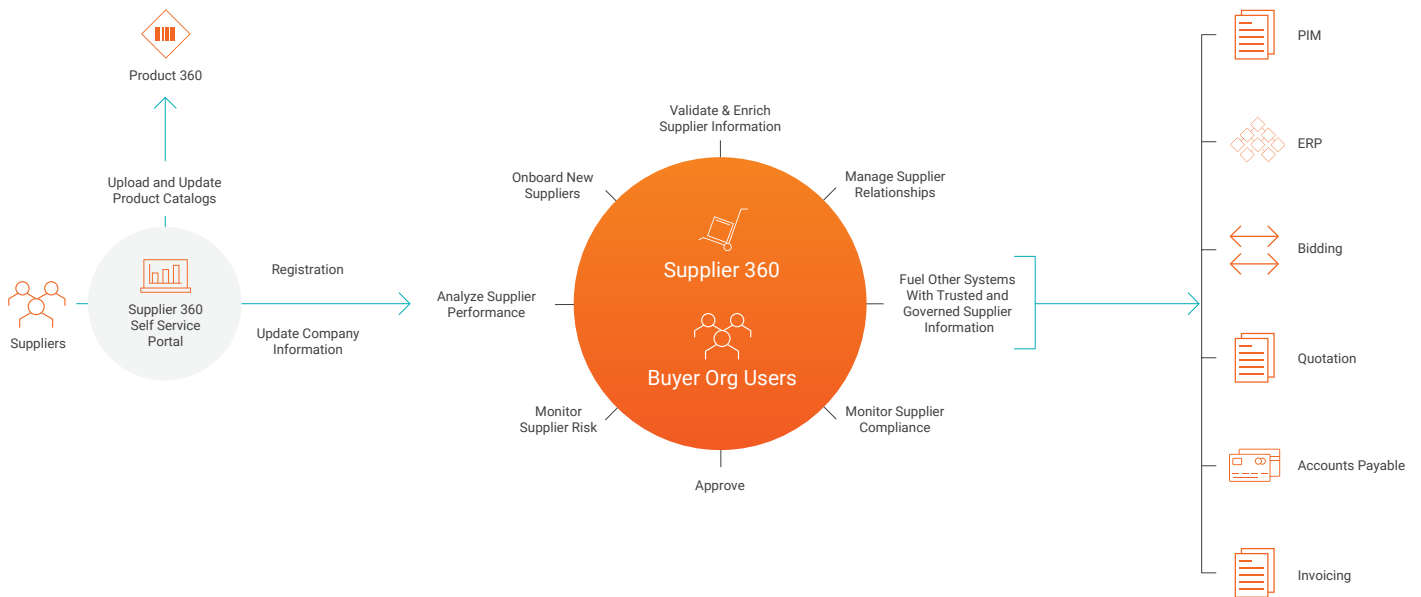 Product 360
Upload and Update
Product Catalogs
Suppliers
Supplier 360
Self Service
Portal
Registration
Update Company
Information
Validate & Enrich
Supplier Information
Onboard New
Suppliers
Manage Supplier
Relationships
Analyze Supplier
Performance
Supplier 360
Buyer Org Users
Fuel Other Systems
With Trusted and
Governed Supplier
Information
Monitor
Supplier Risk
Monitor Supplier
Compliance
Approve
PIM
ERP
Bidding
Quotation
Accounts Payable
Invoicing